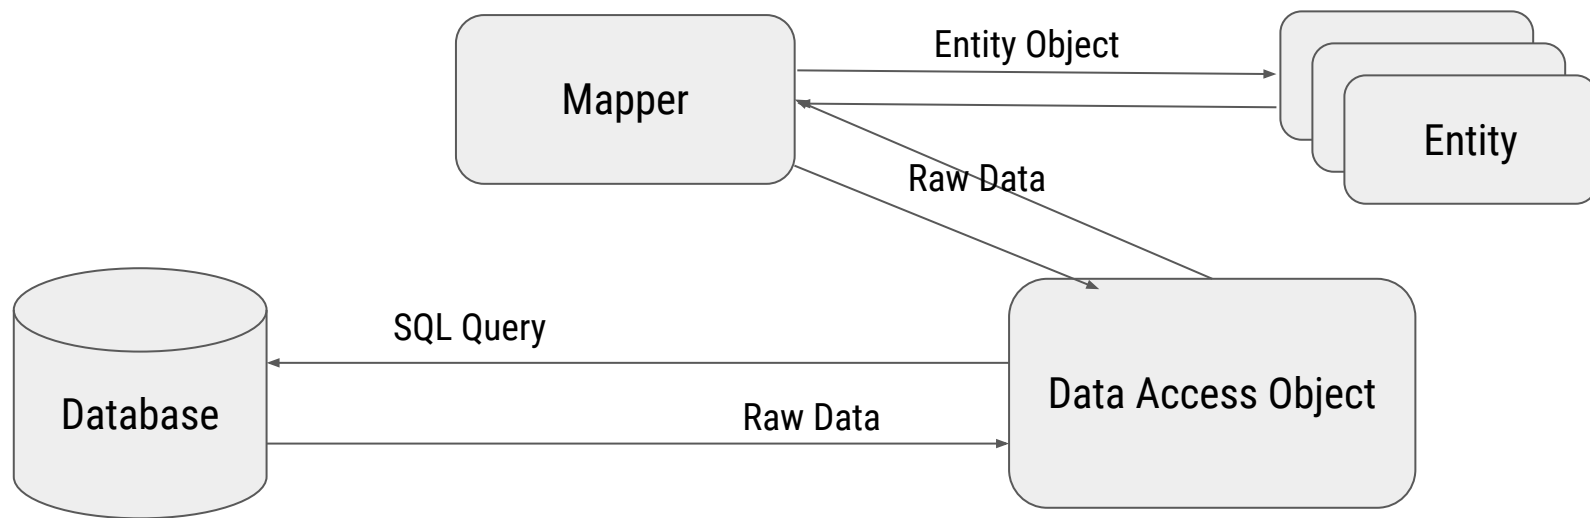 Entity Object
Mapper
Entity
Raw Data
SQL Query
Database
Data Access Object
Raw Data